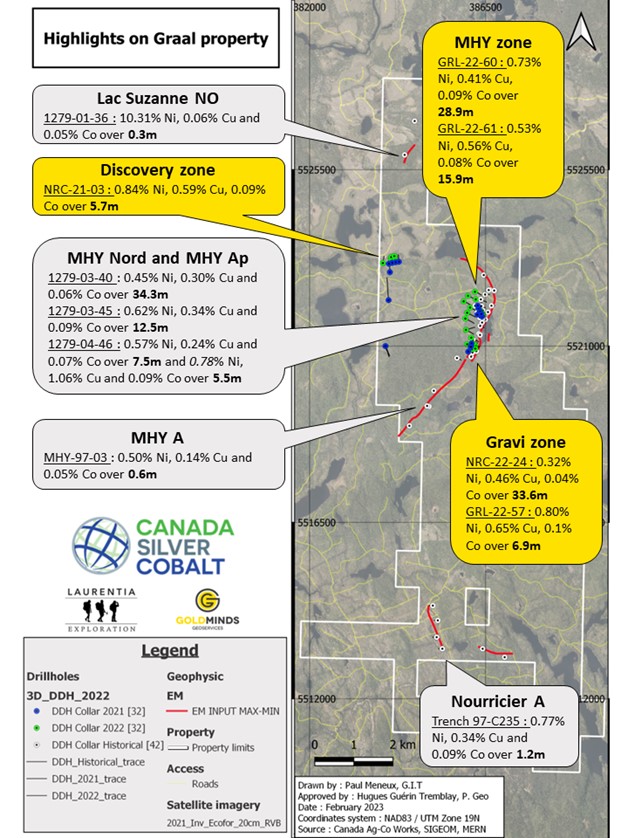 Highlights on Graal property
382000
386500
MHY zone
GRL-22-60 : 0.73%
Ni, 0.41% Cu,
0.09% Co over
28.9m
GRL-22-61 : 0.53%
Ni, 0.56% Cu,
0.08% Co over
15.9m
Lac Suzanne NO
1279-01-36 : 10.31% Ni, 0.06% Cu and
0.05% Co over 0.3m
5525500
5525500
Discovery zone
NRC-21-03 : 0.84% Ni, 0.59% Cu, 0.09%
Co over 5.7m
MHY Nord and MHY Ap
1279-03-40 : 0.45% Ni, 0.30% Cu and
0.06% Co over 34.3m
1279-03-45 : 0.62% Ni, 0.34% Cu and
0.09% Co over 12.5m
1279-04-46 : 0.57% Ni, 0.24% Cu and
0.07% Co over 7.5m and 0.78% Ni,
1.06% Cu and 0.09% Co over 5.5m
5521000
5521000
MHY A
MHY-97-03 : 0.50% Ni, 0.14% Cu and
0.05% Co over 0.6m
Gravi zone
NRC-22-24 : 0.32%
Ni, 0.46% Cu, 0.04%
Co over 33.6m
GRL-22-57 : 0.80%
Ni, 0.65% Cu, 0.1%
Co over 6.9m
5516500
5516500
CANADA
SILVER
COBALT
LAURENTIA
EXPLORATION
GOLDMINDS
GEOSERVICES
Legend
Drillholes
3D_DDH_2022
DDH Collar 2021 [32]
DDH Collar 2022 [32]
DDH Collar Historical [42]
DDH_Historical_trace
DDH_2021_trace
DDH_2022_trace
Geophysic
EM
EM INPUT MAX-MIN
Property
Property limits
Access
Roads
Satellite imagery
2021_Inv_Ecofor_20cm_RVB
5512000
5512000
Nourricier A
Trench 97-C235 : 0.77%
Ni, 0.34% Cu and
0.09% Co over 1.2m
0 1 2 km
Drawn by : Paul Meneux, G.I.T
Approved by : Hugues Guérin Tremblay, P. Geo
Date : February 2023
Coordinates system : NAD83 / UTM Zone 19N
Source : Canada Ag-Co Works, SIGEOM, MERN